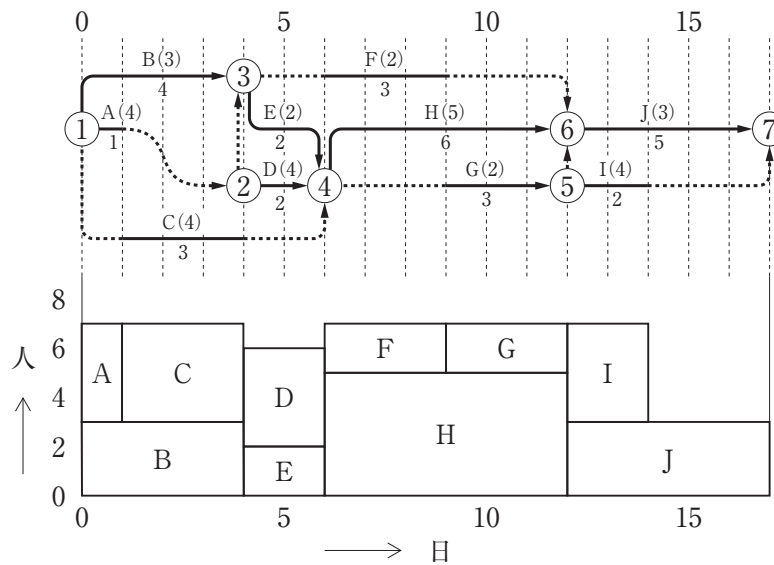 0 5 10 15
B(3) F(2)
4 3 3
A(4) E(2) H(5) J(3)
1 1 2 6 6 5 7
D(4) G(2) I(4)
2 2 4 3 5 2
C(4)
3
8
人 6 A C D F G I
4 H
2 B E J
0
0 5 10 15
日